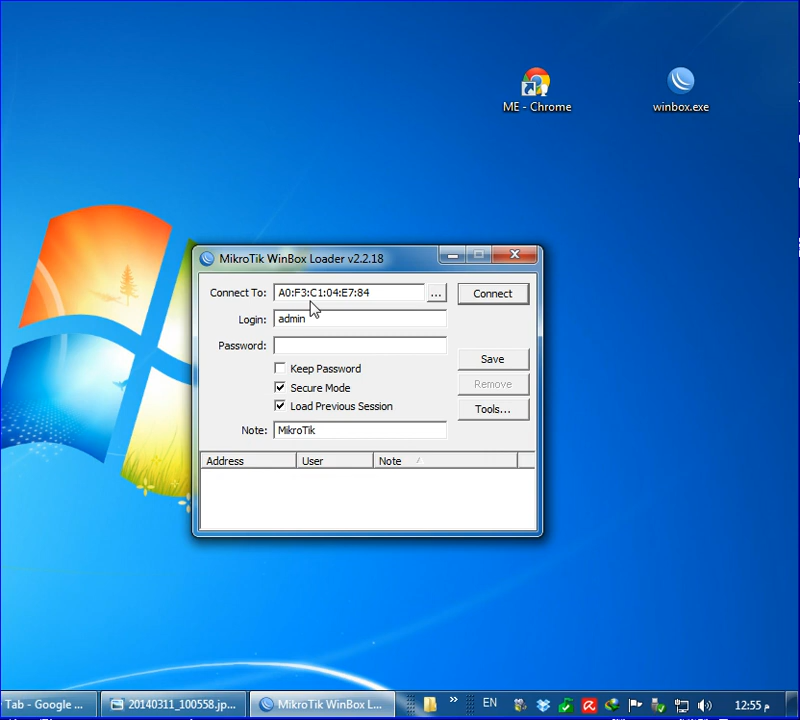 ME - Chrome
winbox.exe
MikroTik WinBox Loader v2.2.18
Connect To: A0:F3:C1:04:E7:84 ... Connect
Login: admin
Password:
Keep Password
Save
Secure Mode
Remove
Load Previous Session
Tools...
Note: MikroTik
Address User Note
Tab - Google ...
20140311_100558.jp...
MikroTik WinBox L...
EN
12:55 م